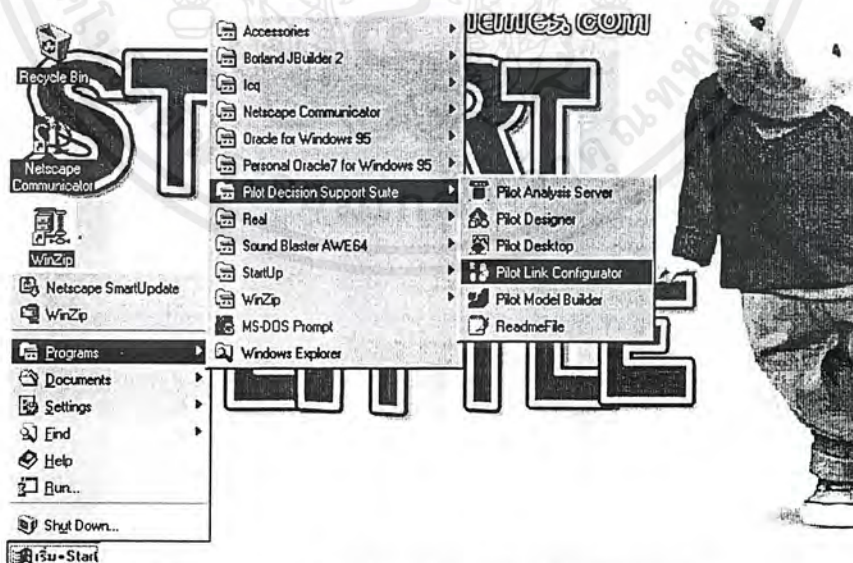 Recycle Bin
Netscape
Communicator
WinZip
Netscape SmartUpdate
WinZip
Programs
Documents
Settings
Find
Help
Run...
Shut Down...
เริ่ม-Start
Accessories
Borland JBuilder 2
Icq
Netscape Communicator
Oracle for Windows 95
Personal Oracle7 for Windows 95
Pilot Decision Support Suite
Real
Sound Blaster AWE64
StartUp
WinZip
MS-DOS Prompt
Windows Explorer
Pilot Analysis Server
Pilot Designer
Pilot Desktop
Pilot Link Configurator
Pilot Model Builder
ReadmeFile